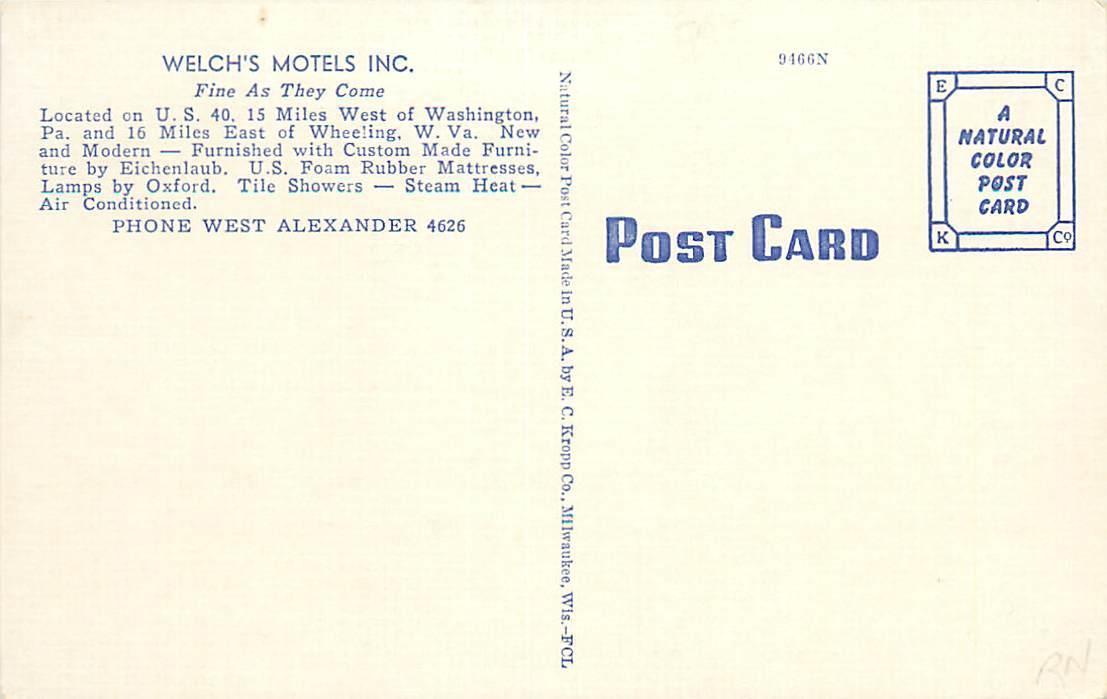 WELCH'S MOTELS INC.
Fine As They Come
Located on U. S. 40, 15 Miles West of Washington,
Pa. and 16 Miles East of Wheeling, W. Va. New
and Modern — Furnished with Custom Made Furni-
ture by Eichenlaub. U.S. Foam Rubber Mattresses,
Lamps by Oxford. Tile Showers — Steam Heat —
Air Conditioned.
PHONE WEST ALEXANDER 4626
Natural Color Post Card Made in U. S. A. by E. C. Kropp Co., Milwaukee, Wis.-FCL
9466N
POST CARD
E C
A
NATURAL
COLOR
POST
CARD
K Co
RN